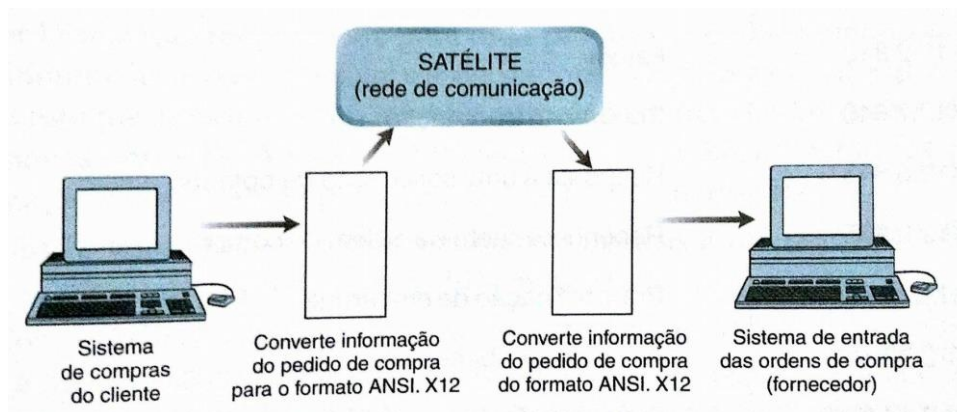 SATÉLITE
(rede de comunicação)
Sistema
de compras
do cliente
Converte informação
do pedido de compra
para o formato ANSI. X12
Converte informação
do pedido de compra
do formato ANSI. X12
Sistema de entrada
das ordens de compra
(fornecedor)